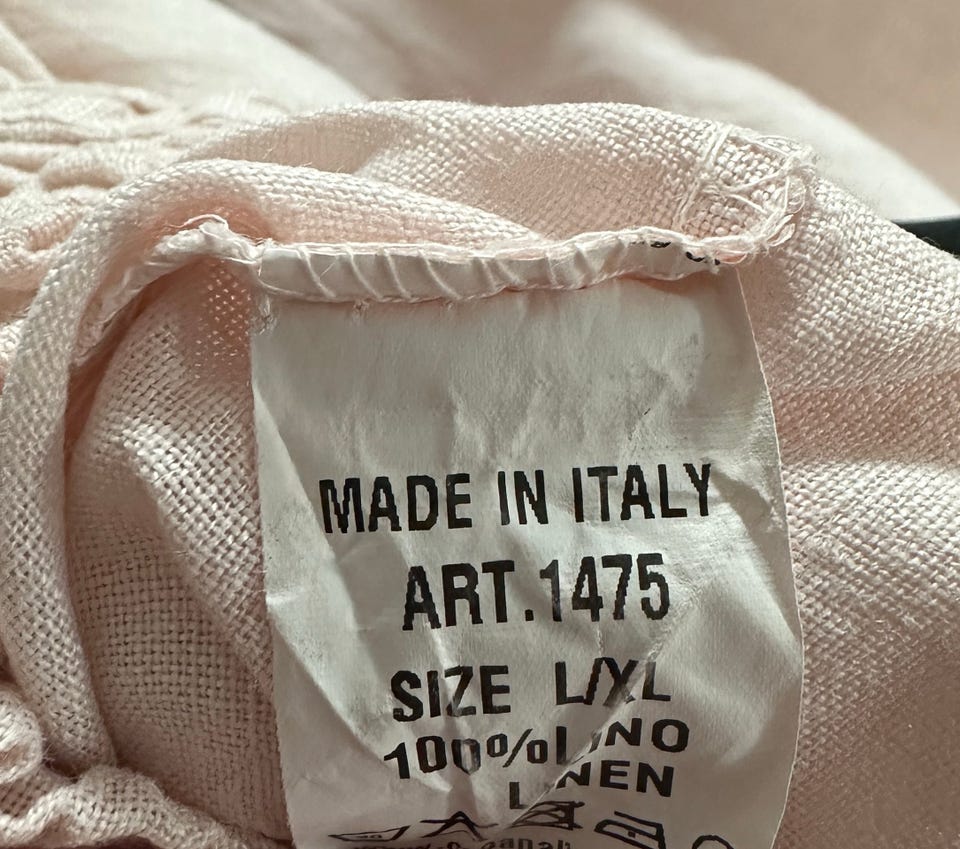 MADE IN ITALY
ART.1475
SIZE L/XL
100%LINO
LINEN